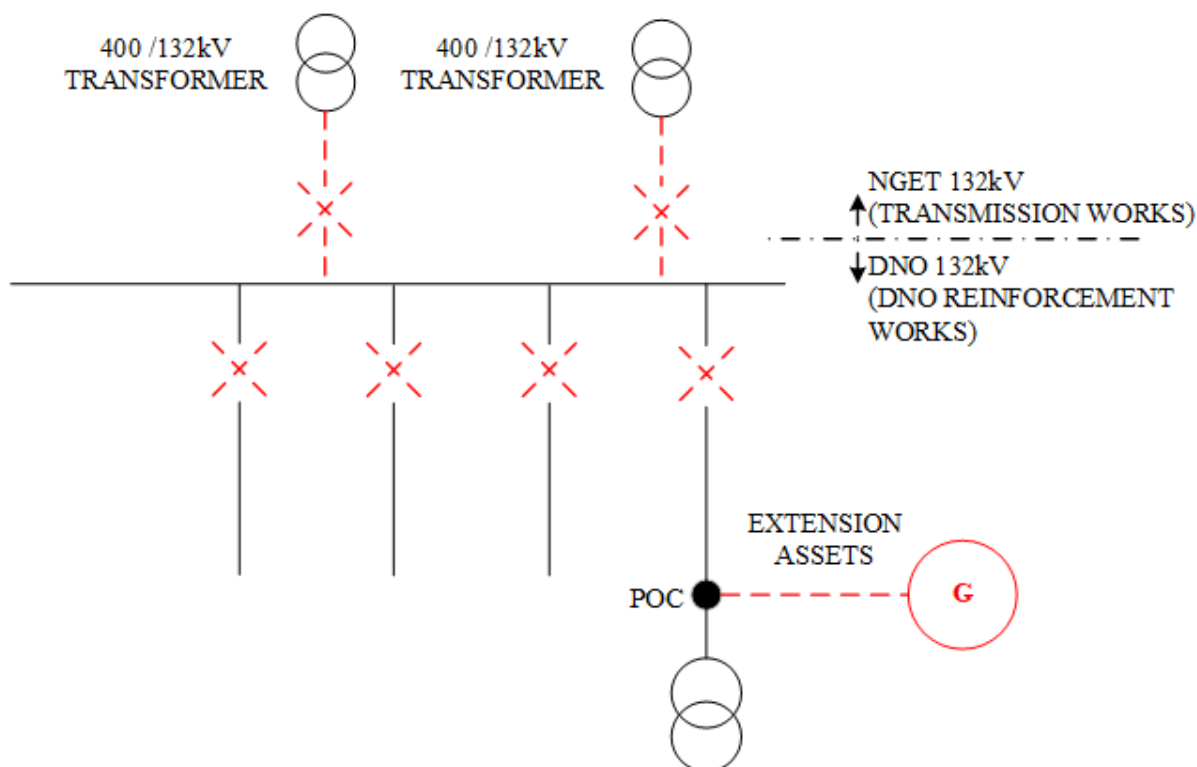 400 /132kV
TRANSFORMER
400 /132kV
TRANSFORMER
NGET 132kV
(TRANSMISSION WORKS)
DNO 132kV
(DNO REINFORCEMENT
WORKS)
EXTENSION
ASSETS
POC
G